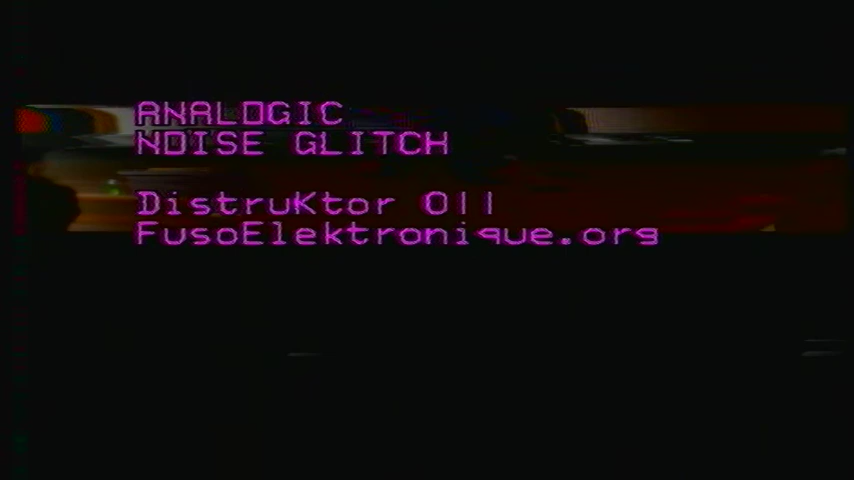 ANALOGIC
NOISE GLITCH
DistruKtor 011
FusoElektronique.org